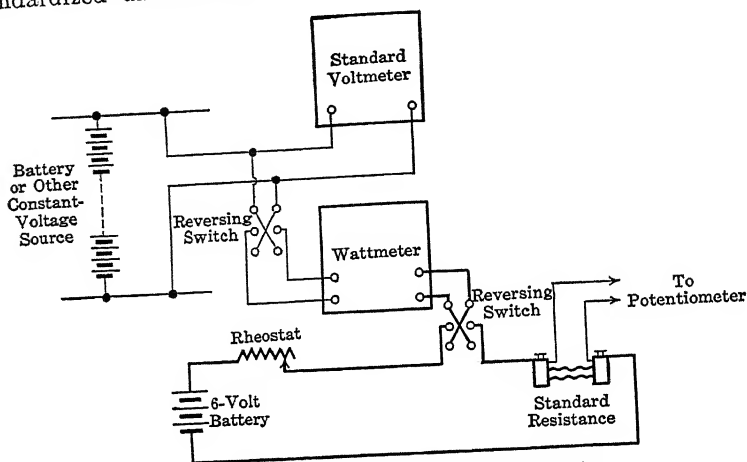 Standard
Voltmeter
Battery
or Other
Constant-
Voltage
Source
Reversing
Switch
Wattmeter
Reversing
Switch
To
Potentiometer
Rheostat
6-Volt
Battery
Standard
Resistance